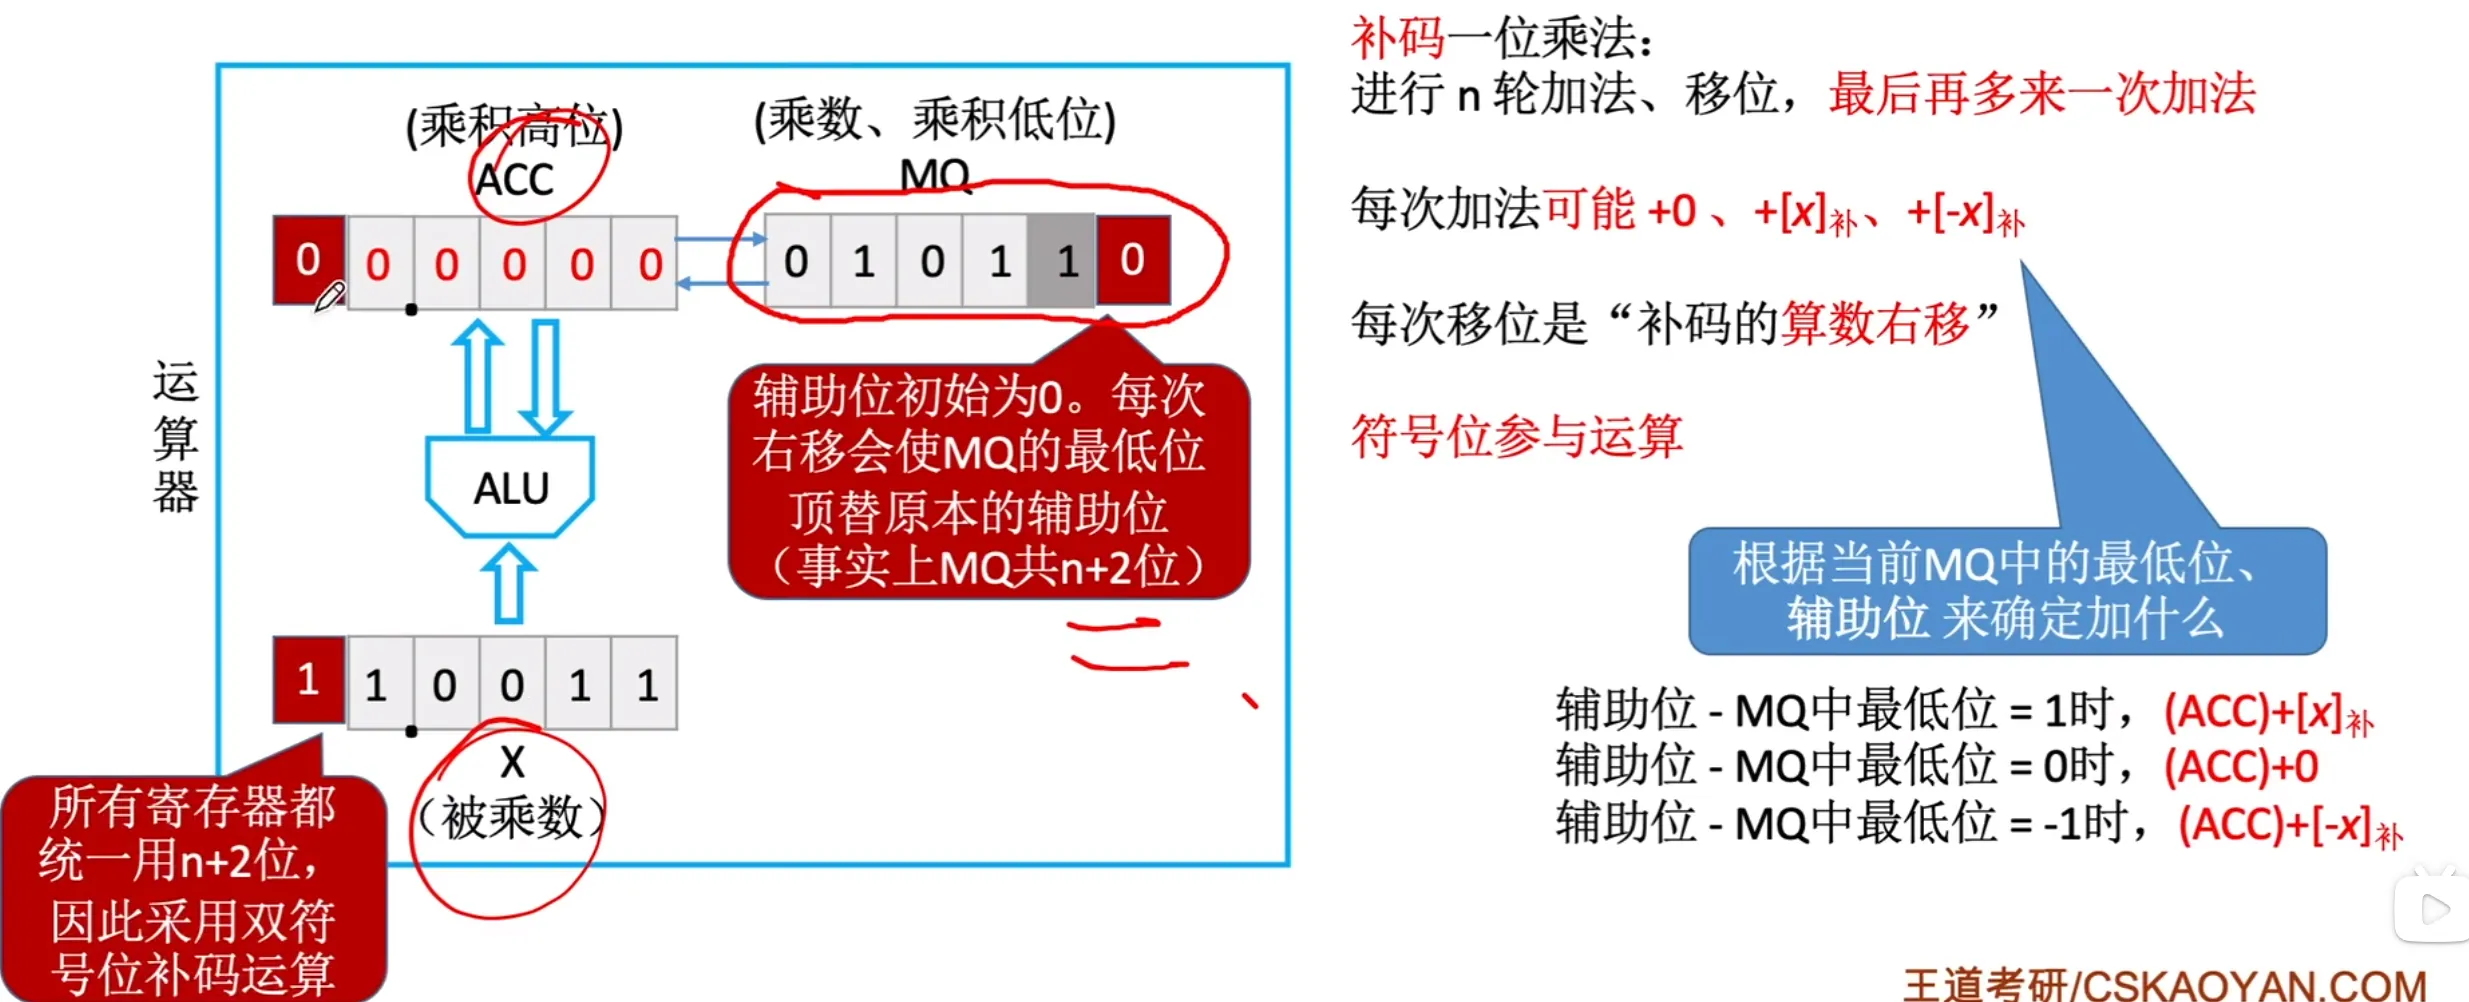 补码一位乘法：
进行 n 轮加法、移位，最后再多来一次加法
每次加法可能 +0 、+[x]补、+[-x]补
每次移位是“补码的算数右移”
符号位参与运算
根据当前MQ中的最低位、
辅助位 来确定加什么
辅助位 - MQ中最低位 = 1时，(ACC)+[x]补
辅助位 - MQ中最低位 = 0时，(ACC)+0
辅助位 - MQ中最低位 = -1时，(ACC)+[-x]补
(乘积高位) (乘数、乘积低位)
ACC MQ
0 0 0 0 0 0 0 1 0 1 1 0
运算器
辅助位初始为0。每次
右移会使MQ的最低位
顶替原本的辅助位
（事实上MQ共n+2位）
ALU
1 1 0 0 1 1
X
（被乘数）
所有寄存器都
统一用n+2位，
因此采用双符
号位补码运算
王道考研/CSKAOYAN.COM